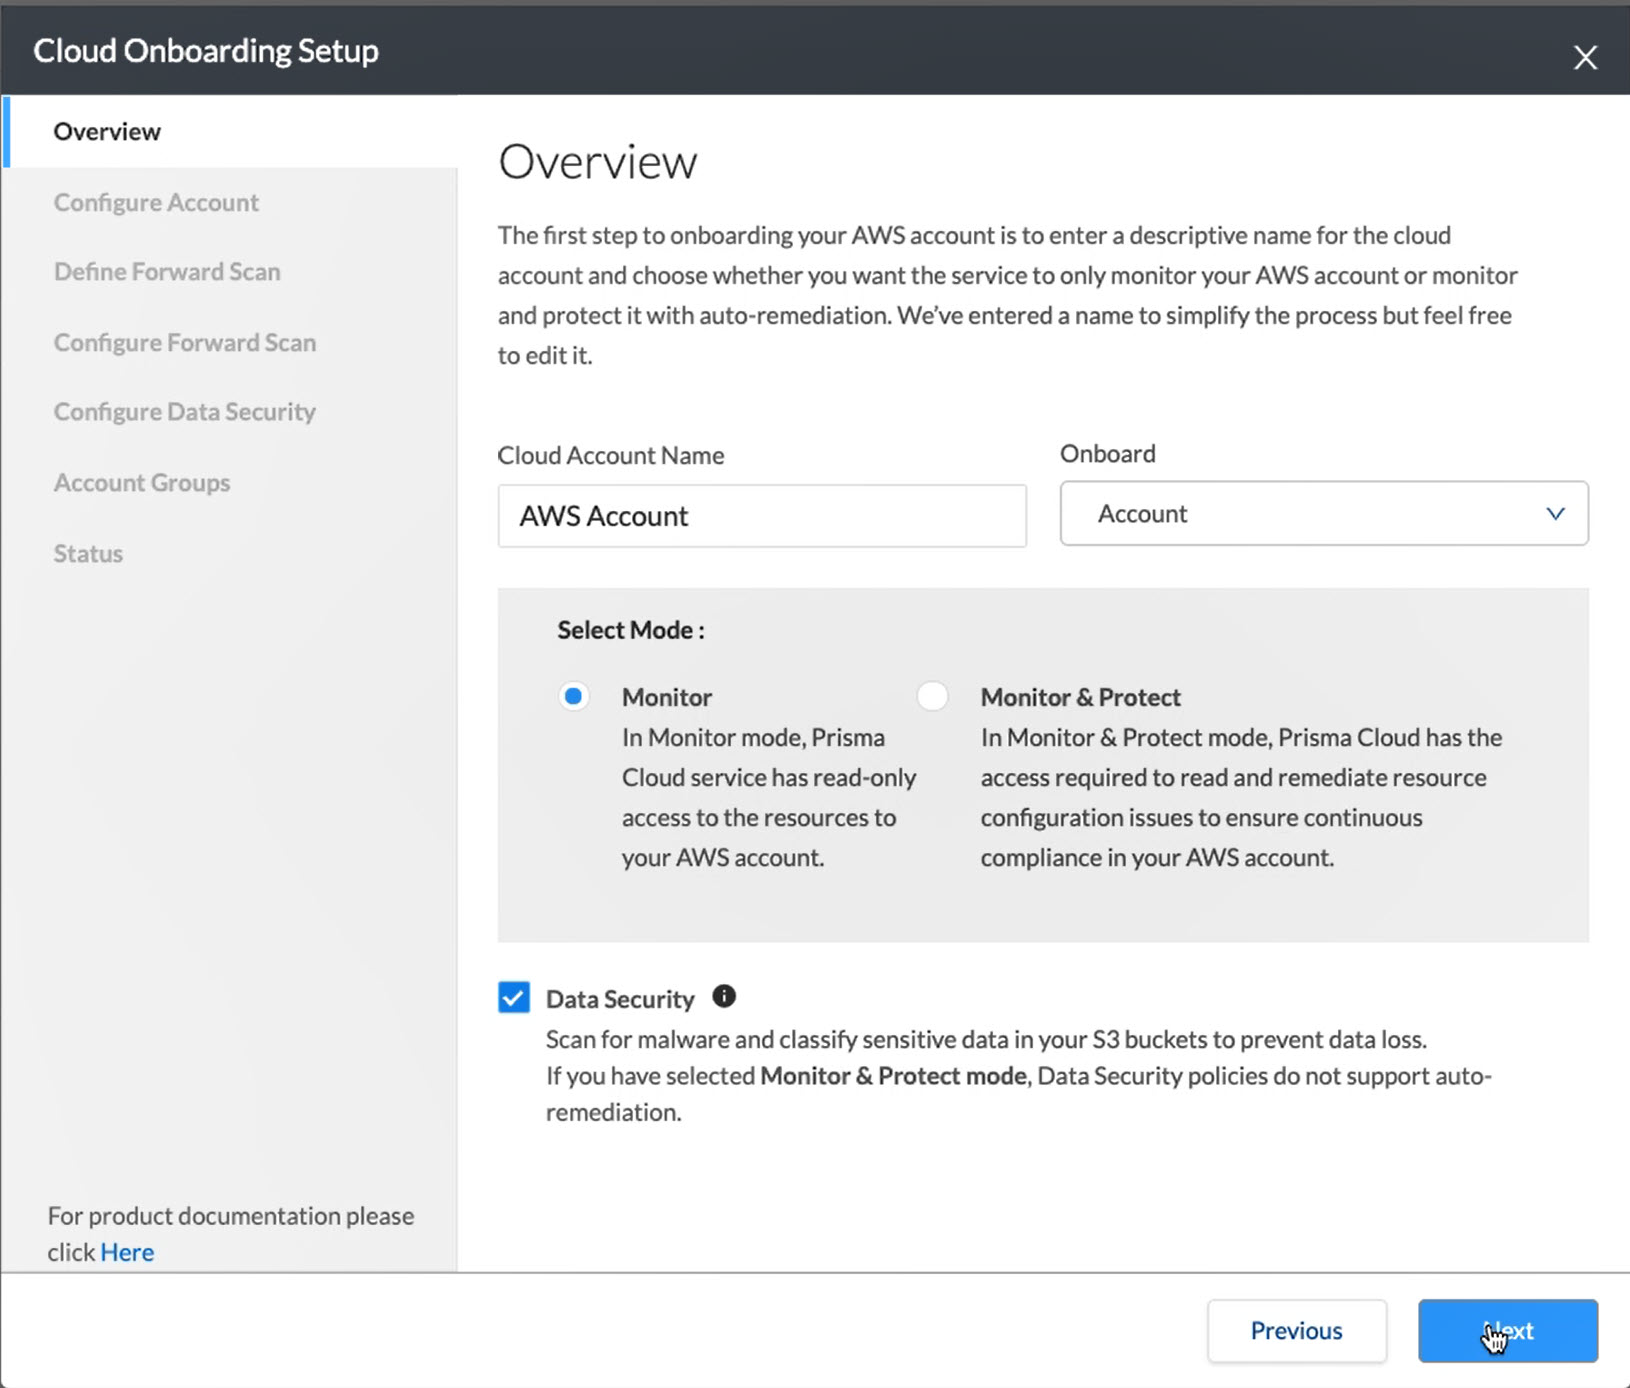 Cloud Onboarding Setup
Overview
Configure Account
Define Forward Scan
Configure Forward Scan
Configure Data Security
Account Groups
Status
For product documentation please
click Here
Overview
The first step to onboarding your AWS account is to enter a descriptive name for the cloud
account and choose whether you want the service to only monitor your AWS account or monitor
and protect it with auto-remediation. We've entered a name to simplify the process but feel free
to edit it.
Cloud Account Name
AWS Account
Onboard
Account
Select Mode :
Monitor
In Monitor mode, Prisma
Cloud service has read-only
access to the resources to
your AWS account.
Monitor & Protect
In Monitor & Protect mode, Prisma Cloud has the
access required to read and remediate resource
configuration issues to ensure continuous
compliance in your AWS account.
Data Security
Scan for malware and classify sensitive data in your S3 buckets to prevent data loss.
If you have selected Monitor & Protect mode, Data Security policies do not support auto-
remediation.
Previous
Next